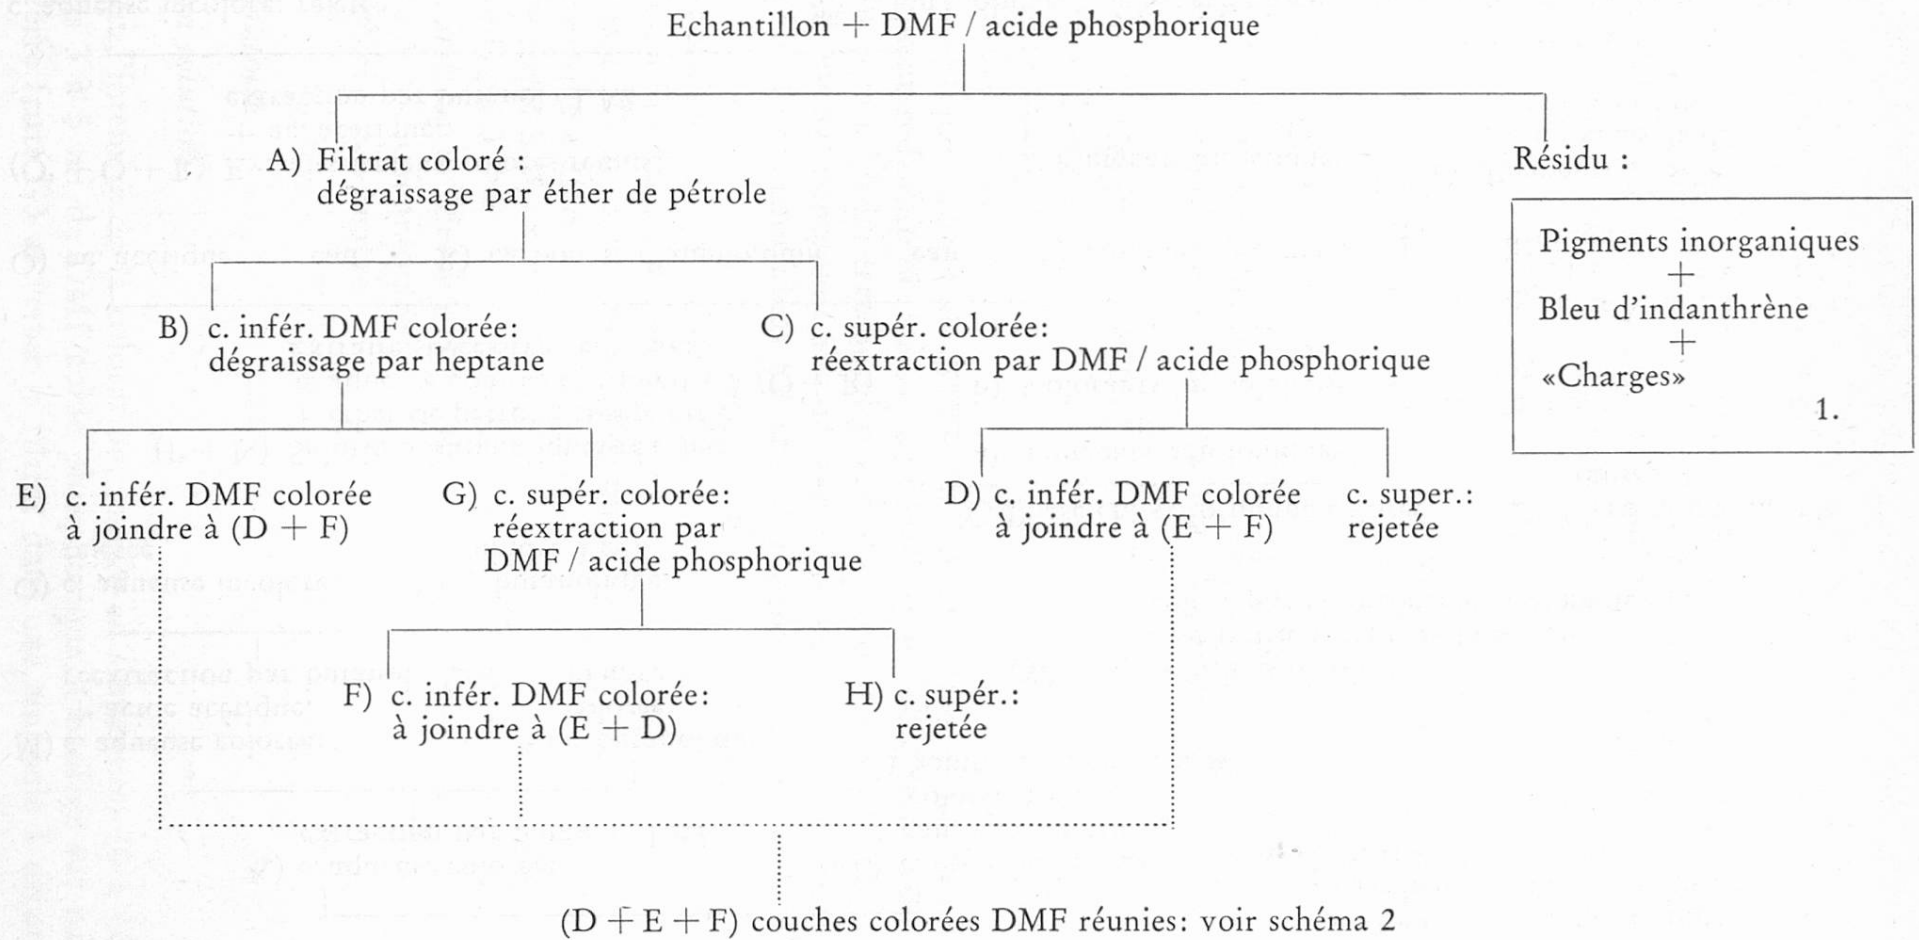 Echantillon + DMF / acide phosphorique
A) Filtrat coloré :
dégraissage par éther de pétrole
Résidu :
Pigments inorganiques
+
Bleu d'indanthrène
+
«Charges»
1.
B) c. infér. DMF colorée:
dégraissage par heptane
C) c. supér. colorée:
réextraction par DMF / acide phosphorique
E) c. infér. DMF colorée
à joindre à (D + F)
G) c. supér. colorée:
réextraction par
DMF / acide phosphorique
D) c. infér. DMF colorée
à joindre à (E + F)
c. super.:
rejetée
F) c. infér. DMF colorée:
à joindre à (E + D)
H) c. supér.:
rejetée
(D + E + F) couches colorées DMF réunies: voir schéma 2